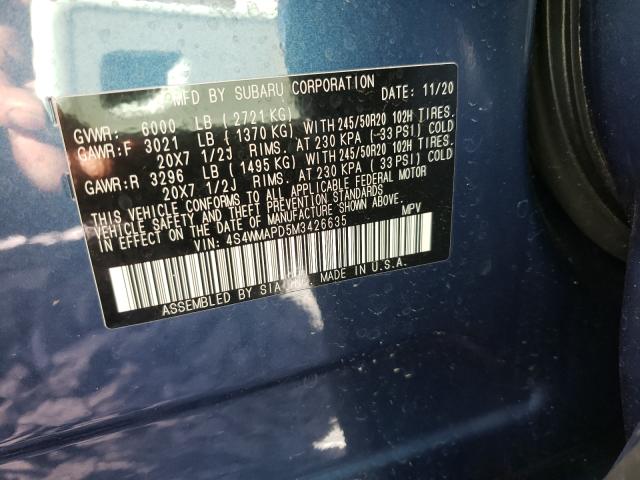 MFD BY SUBARU CORPORATION DATE: 11/20
GVWR: 6000 LB (2721 KG)
GAWR:F 3021 LB (1370 KG) WITH 245/50R20 102H TIRES.
20X7 1/2J RIMS. AT 230 KPA ( 33 PSI) COLD
GAWR:R 3296 LB (1495 KG) WITH 245/50R20 102H TIRES.
20X7 1/2J RIMS. AT 230 KPA ( 33 PSI) COLD
THIS VEHICLE CONFORMS TO ALL APPLICABLE FEDERAL MOTOR
VEHICLE SAFETY AND THEFT PREVENTION STANDARDS
IN EFFECT ON THE DATE OF MANUFACTURE SHOWN ABOVE.
VIN: 4S4WMAPD5M3426635 MPV
ASSEMBLED BY SIA INC. MADE IN U.S.A.